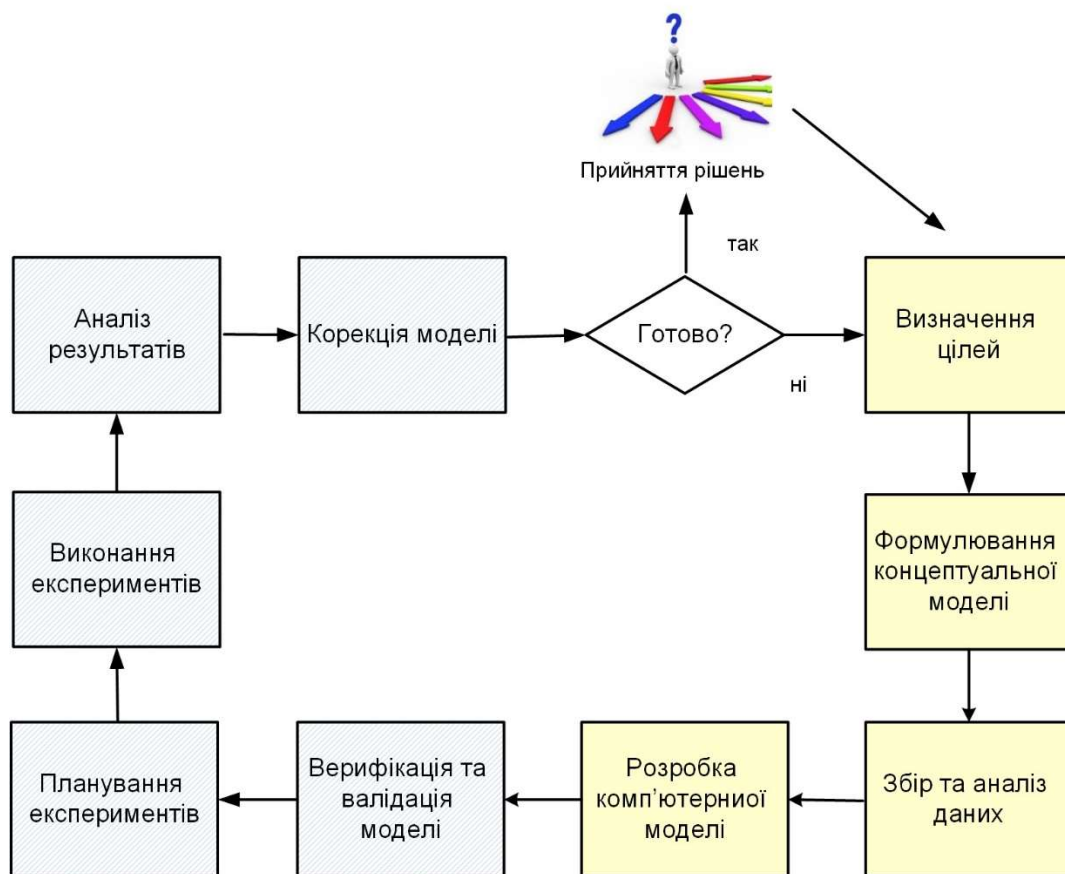 ?
Прийняття рішень
так
Аналіз
результатів
Корекція моделі
Готово?
ні
Визначення
цілей
Виконання
експериментів
Формулювання
концептуальної
моделі
Планування
експериментів
Верифікація та
валідація
моделі
Розробка
комп'ютерниої
моделі
Збір та аналіз
даних